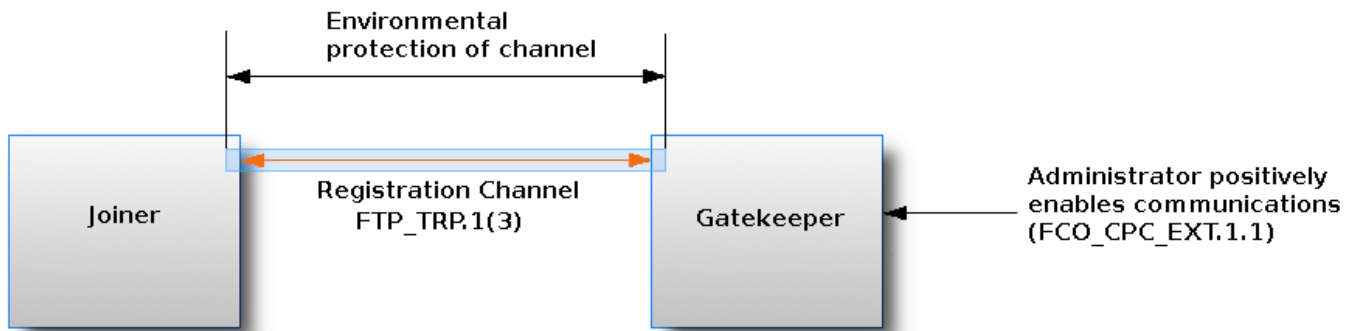 Environmental
protection of channel
Registration Channel
FTP_TRP.1(3)
Joiner
Gatekeeper
Administrator positively
enables communications
(FCO_CPC_EXT.1.1)